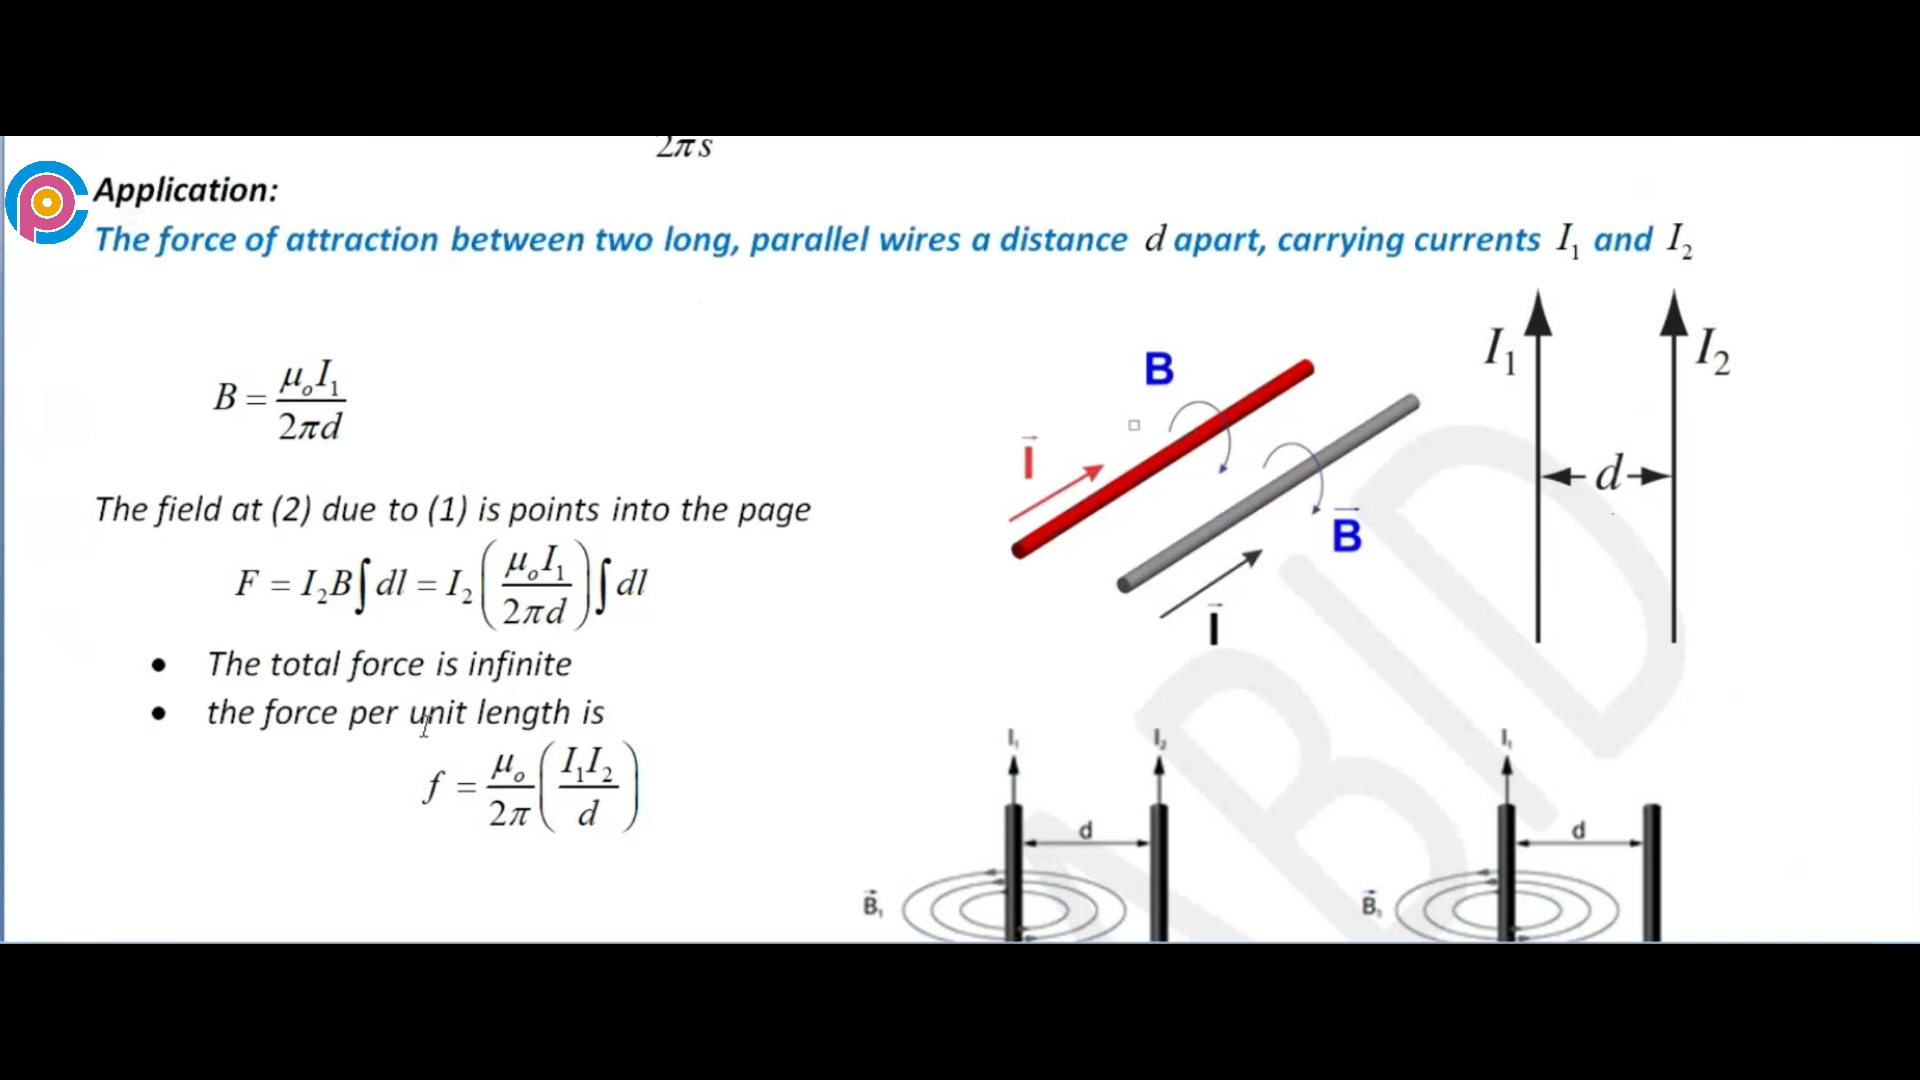 2πs
Application:
The force of attraction between two long, parallel wires a distance d apart, carrying currents I₁ and I₂
B = μₒI₁ / 2πd
The field at (2) due to (1) is points into the page
F = I₂B∫dl = I₂(μₒI₁ / 2πd)∫dl
• The total force is infinite
• the force per unit length is
f = μₒ / 2π (I₁I₂ / d)
B
I
B
I
I₁
I₂
d
I₁
I₂
d
B₁
I₁
d
B₁
ABID